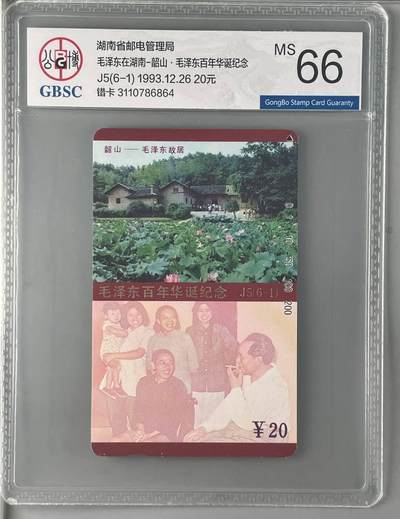 公博
GBSC
湖南省邮电管理局
毛泽东在湖南-韶山·毛泽东百年华诞纪念
J5(6-1) 1993.12.26 20元
错卡 3110786864
MS 66
GongBo Stamp Card Guaranty
韶山——毛泽东故居
毛泽东百年华诞纪念 J5(6-1)
¥20